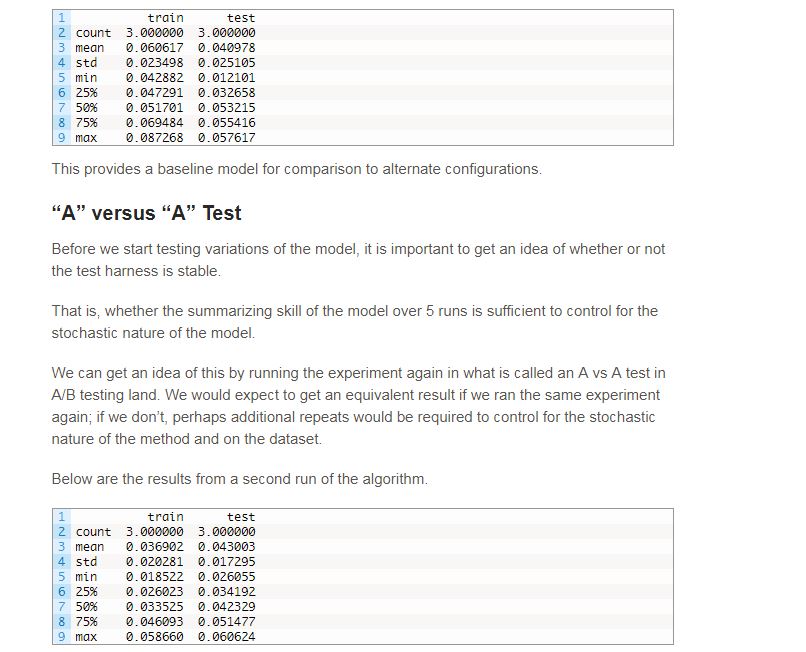 1 train test
2 count 3.000000 3.000000
3 mean 0.060617 0.040978
4 std 0.023498 0.025105
5 min 0.042882 0.012101
6 25% 0.047291 0.032658
7 50% 0.051701 0.053215
8 75% 0.069484 0.055416
9 max 0.087268 0.057617
This provides a baseline model for comparison to alternate configurations.
“A” versus “A” Test
Before we start testing variations of the model, it is important to get an idea of whether or not
the test harness is stable.
That is, whether the summarizing skill of the model over 5 runs is sufficient to control for the
stochastic nature of the model.
We can get an idea of this by running the experiment again in what is called an A vs A test in
A/B testing land. We would expect to get an equivalent result if we ran the same experiment
again; if we don’t, perhaps additional repeats would be required to control for the stochastic
nature of the method and on the dataset.
Below are the results from a second run of the algorithm.
1 train test
2 count 3.000000 3.000000
3 mean 0.036902 0.043003
4 std 0.020281 0.017295
5 min 0.018522 0.026055
6 25% 0.026023 0.034192
7 50% 0.033525 0.042329
8 75% 0.046093 0.051477
9 max 0.058660 0.060624